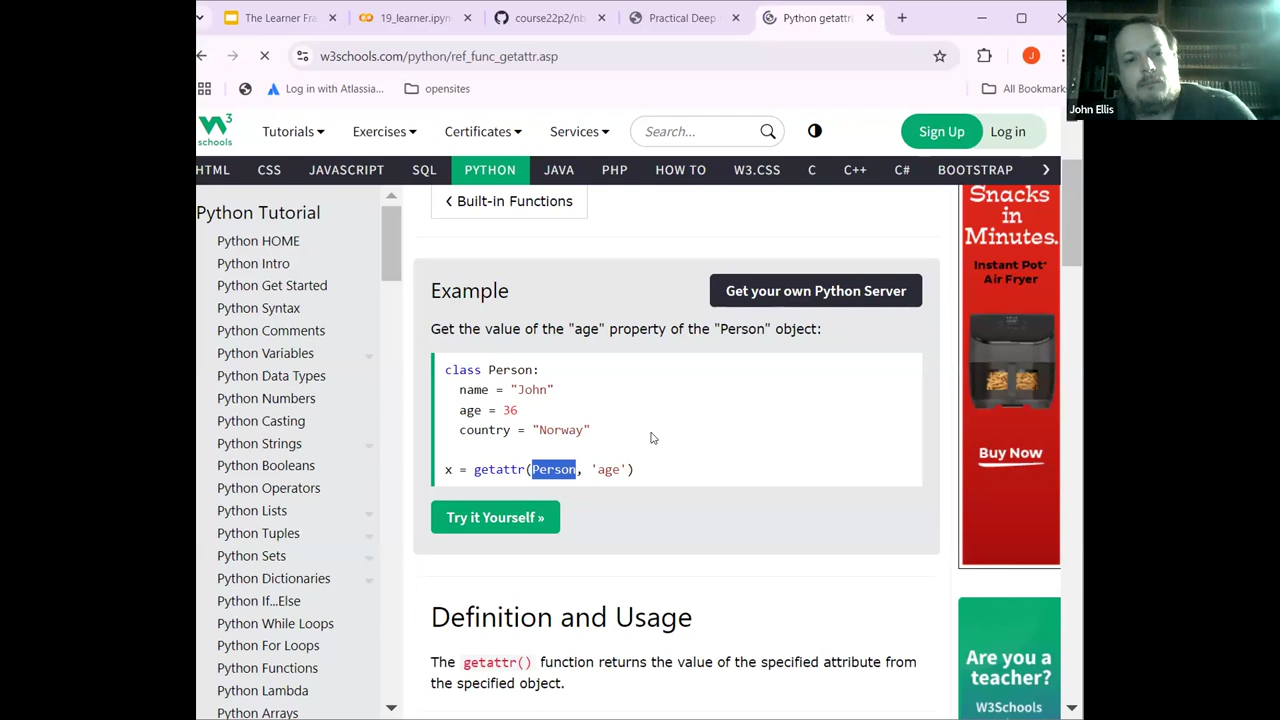 The Learner Fra
19_learner.ipyn
course22p2/nb
Practical Deep
Python getattr
w3schools.com/python/ref_func_getattr.asp
J
Log in with Atlassia...
opensites
All Bookmark
John Ellis
W3
schools
Tutorials
Exercises
Certificates
Services
Search...
Sign Up
Log in
HTML
CSS
JAVASCRIPT
SQL
PYTHON
JAVA
PHP
HOW TO
W3.CSS
C
C++
C#
BOOTSTRAP
Python Tutorial
Python HOME
Python Intro
Python Get Started
Python Syntax
Python Comments
Python Variables
Python Data Types
Python Numbers
Python Casting
Python Strings
Python Booleans
Python Operators
Python Lists
Python Tuples
Python Sets
Python Dictionaries
Python If...Else
Python While Loops
Python For Loops
Python Functions
Python Lambda
Python Arrays
❮ Built-in Functions
Example
Get your own Python Server
Get the value of the "age" property of the "Person" object:
class Person:
name = "John"
age = 36
country = "Norway"
x = getattr(Person, 'age')
Try it Yourself »
Definition and Usage
The getattr() function returns the value of the specified attribute from
the specified object.
Snacks
in
Minutes.
Instant Pot®
Air Fryer
Buy Now
Are you a
teacher?
W3Schools